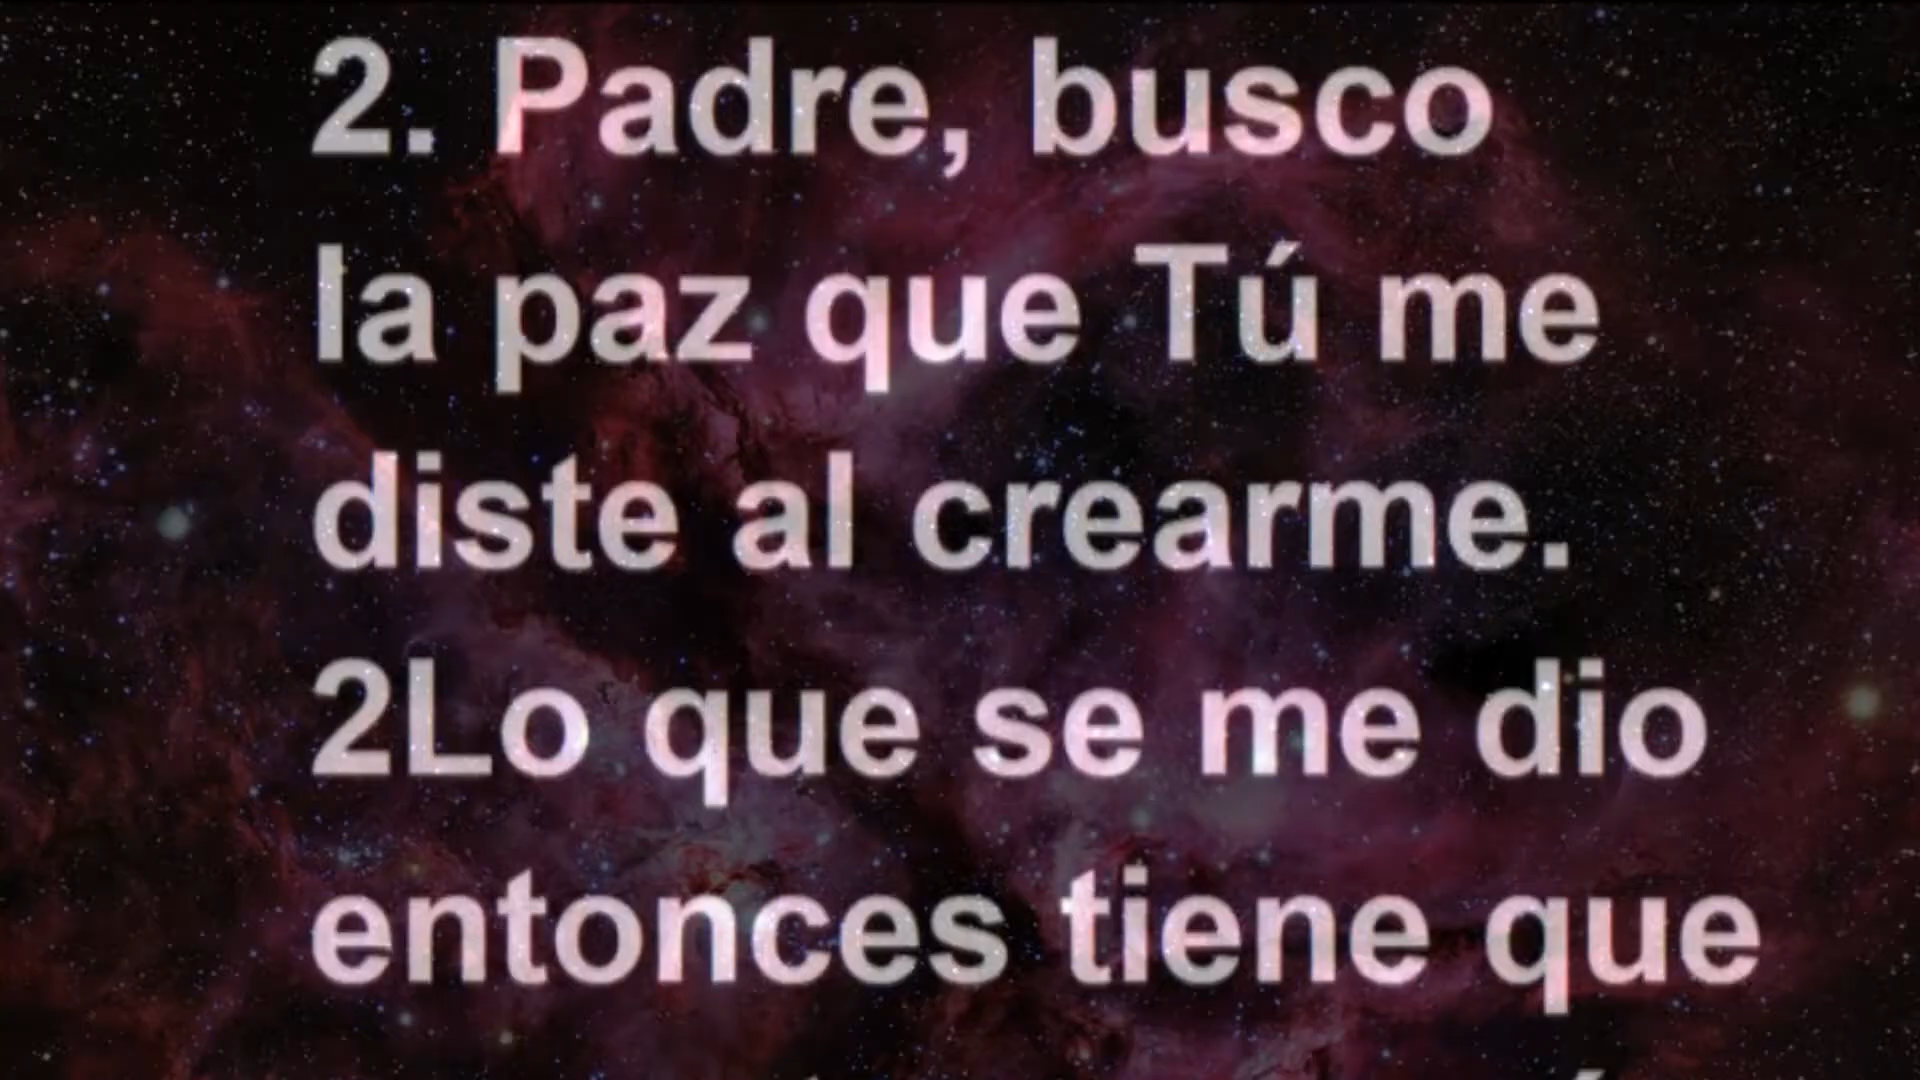 2. Padre, busco
la paz que Tú me
diste al crearme.
2Lo que se me dio
entonces tiene que